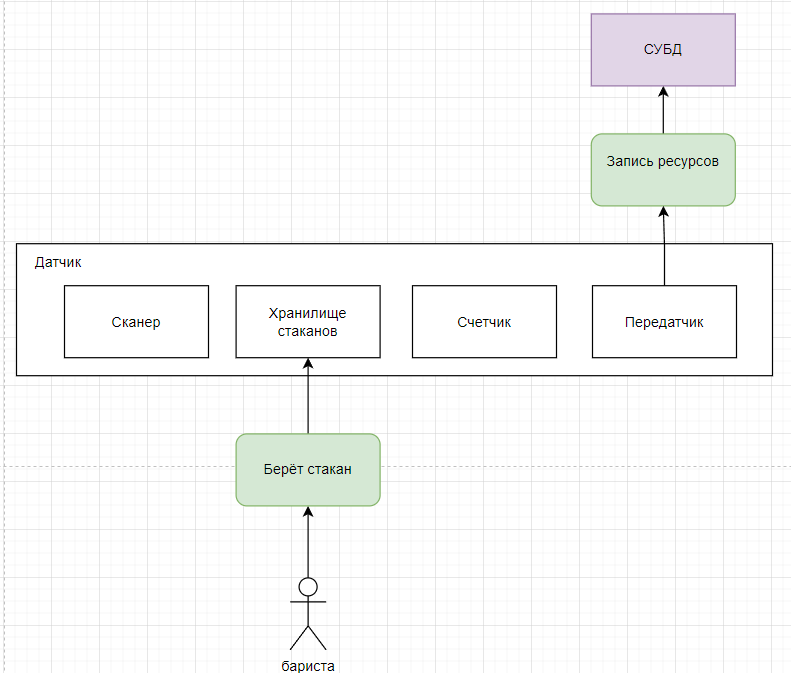 СУБД
Запись ресурсов
Датчик
Сканер
Хранилище
стаканов
Счетчик
Передатчик
Берёт стакан
бариста